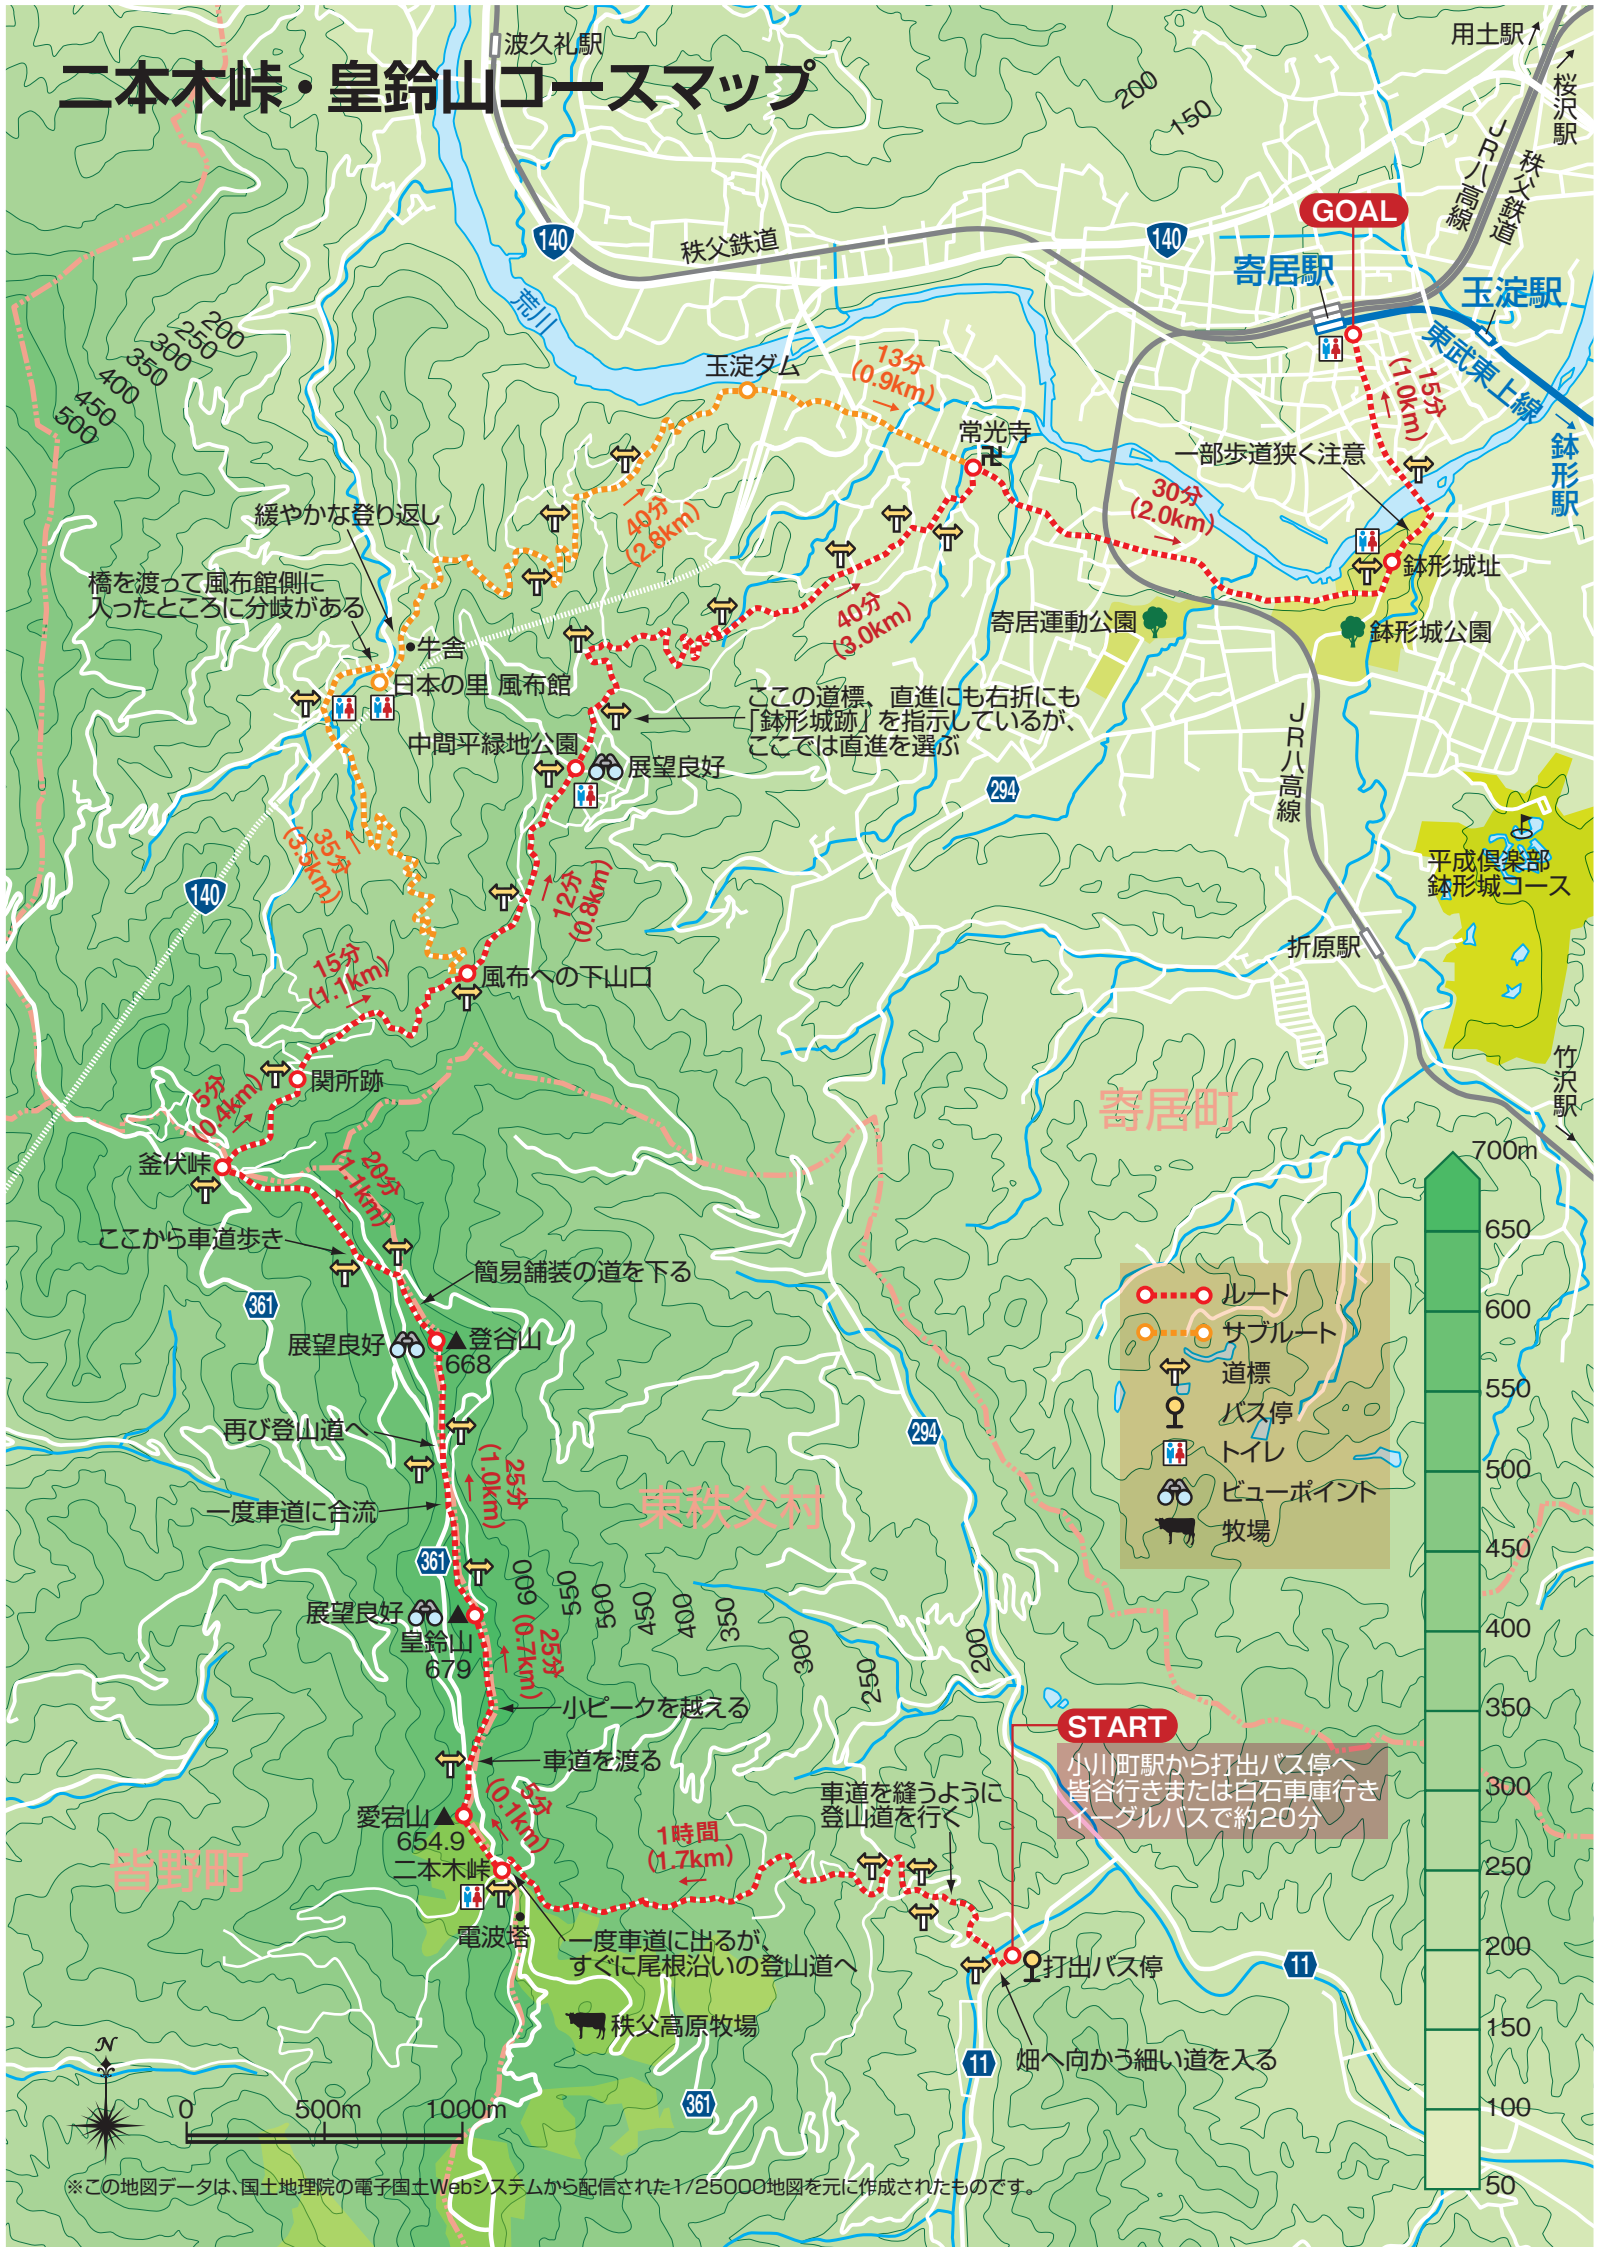 二本木峠・皇鈴山コースマップ
波久礼駅
用土駅
桜沢駅
200
150
JR八高線
秩父鉄道
GOAL
140
秩父鉄道
140
寄居駅
玉淀駅
荒川
東武東上線
鉢形駅
玉淀ダム
13分
(0.9km)
15分
(1.0km)
200
250
300
350
400
450
500
常光寺
一部歩道狭く注意
30分
(2.0km)
緩やかな登り返し
40分
(2.8km)
鉢形城址
橋を渡って風布館側に
入ったところに分岐がある
40分
(3.0km)
寄居運動公園
鉢形城公園
牛舎
日本の里 風布館
ここの道標、直進にも右折にも
「鉢形城跡」を指示しているが、
ここでは直進を選ぶ
中間平緑地公園
展望良好
JR八高線
294
35分
(3.5km)
平成倶楽部
鉢形城コース
140
12分
(0.8km)
折原駅
15分
(1.1km)
風布への下山口
竹沢駅
関所跡
5分
(0.4km)
寄居町
釜伏峠
20分
(1.1km)
700m
650
600
550
500
450
400
350
300
250
200
150
100
50
ここから車道歩き
簡易舗装の道を下る
361
展望良好
登谷山
668
ルート
サブルート
道標
バス停
トイレ
ビューポイント
牧場
再び登山道へ
294
25分
(1.0km)
一度車道に合流
東秩父村
361
600
550
500
450
400
350
300
250
200
展望良好
皇鈴山
679
25分
(0.7km)
小ピークを越える
車道を渡る
START
小川町駅から打出バス停へ
皆谷行きまたは白石車庫行き
イーグルバスで約20分
車道を縫うように
登山道を行く
5分
(0.1km)
愛宕山
654.9
1時間
(1.7km)
皆野町
二本木峠
電波塔
一度車道に出るが、
すぐに尾根沿いの登山道へ
打出バス停
11
秩父高原牧場
11
畑へ向かう細い道を入る
361
N
0
500m
1000m
※この地図データは、国土地理院の電子国土Webシステムから配信された1/25000地図を元に作成されたものです。